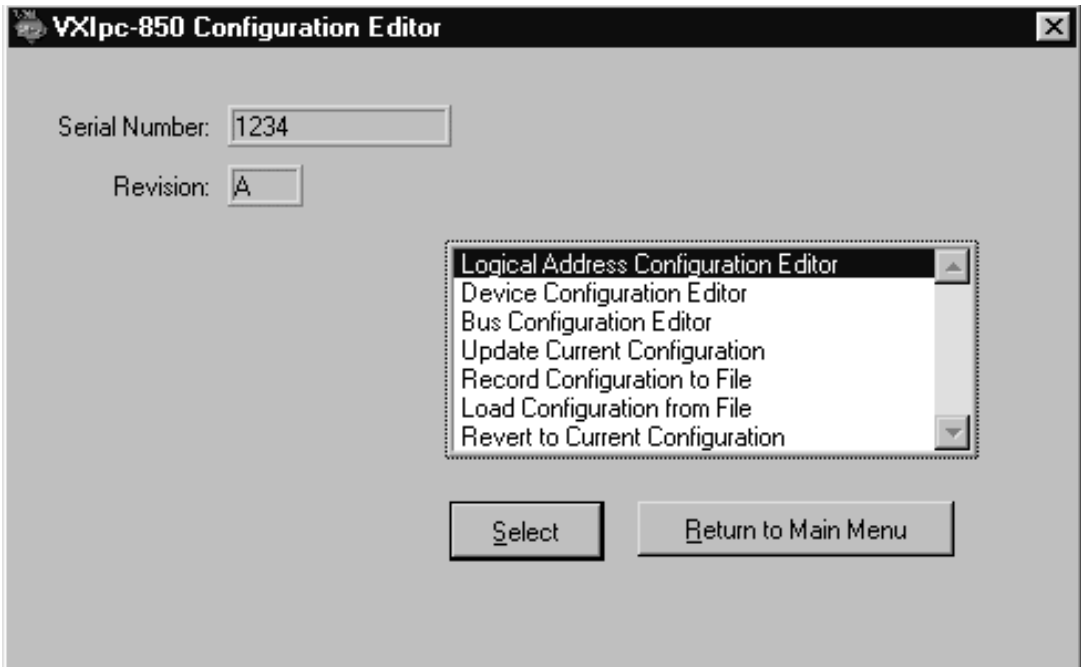 VXIpc-850 Configuration Editor
Serial Number: 1234
Revision: A
Logical Address Configuration Editor
Device Configuration Editor
Bus Configuration Editor
Update Current Configuration
Record Configuration to File
Load Configuration from File
Revert to Current Configuration
Select Return to Main Menu